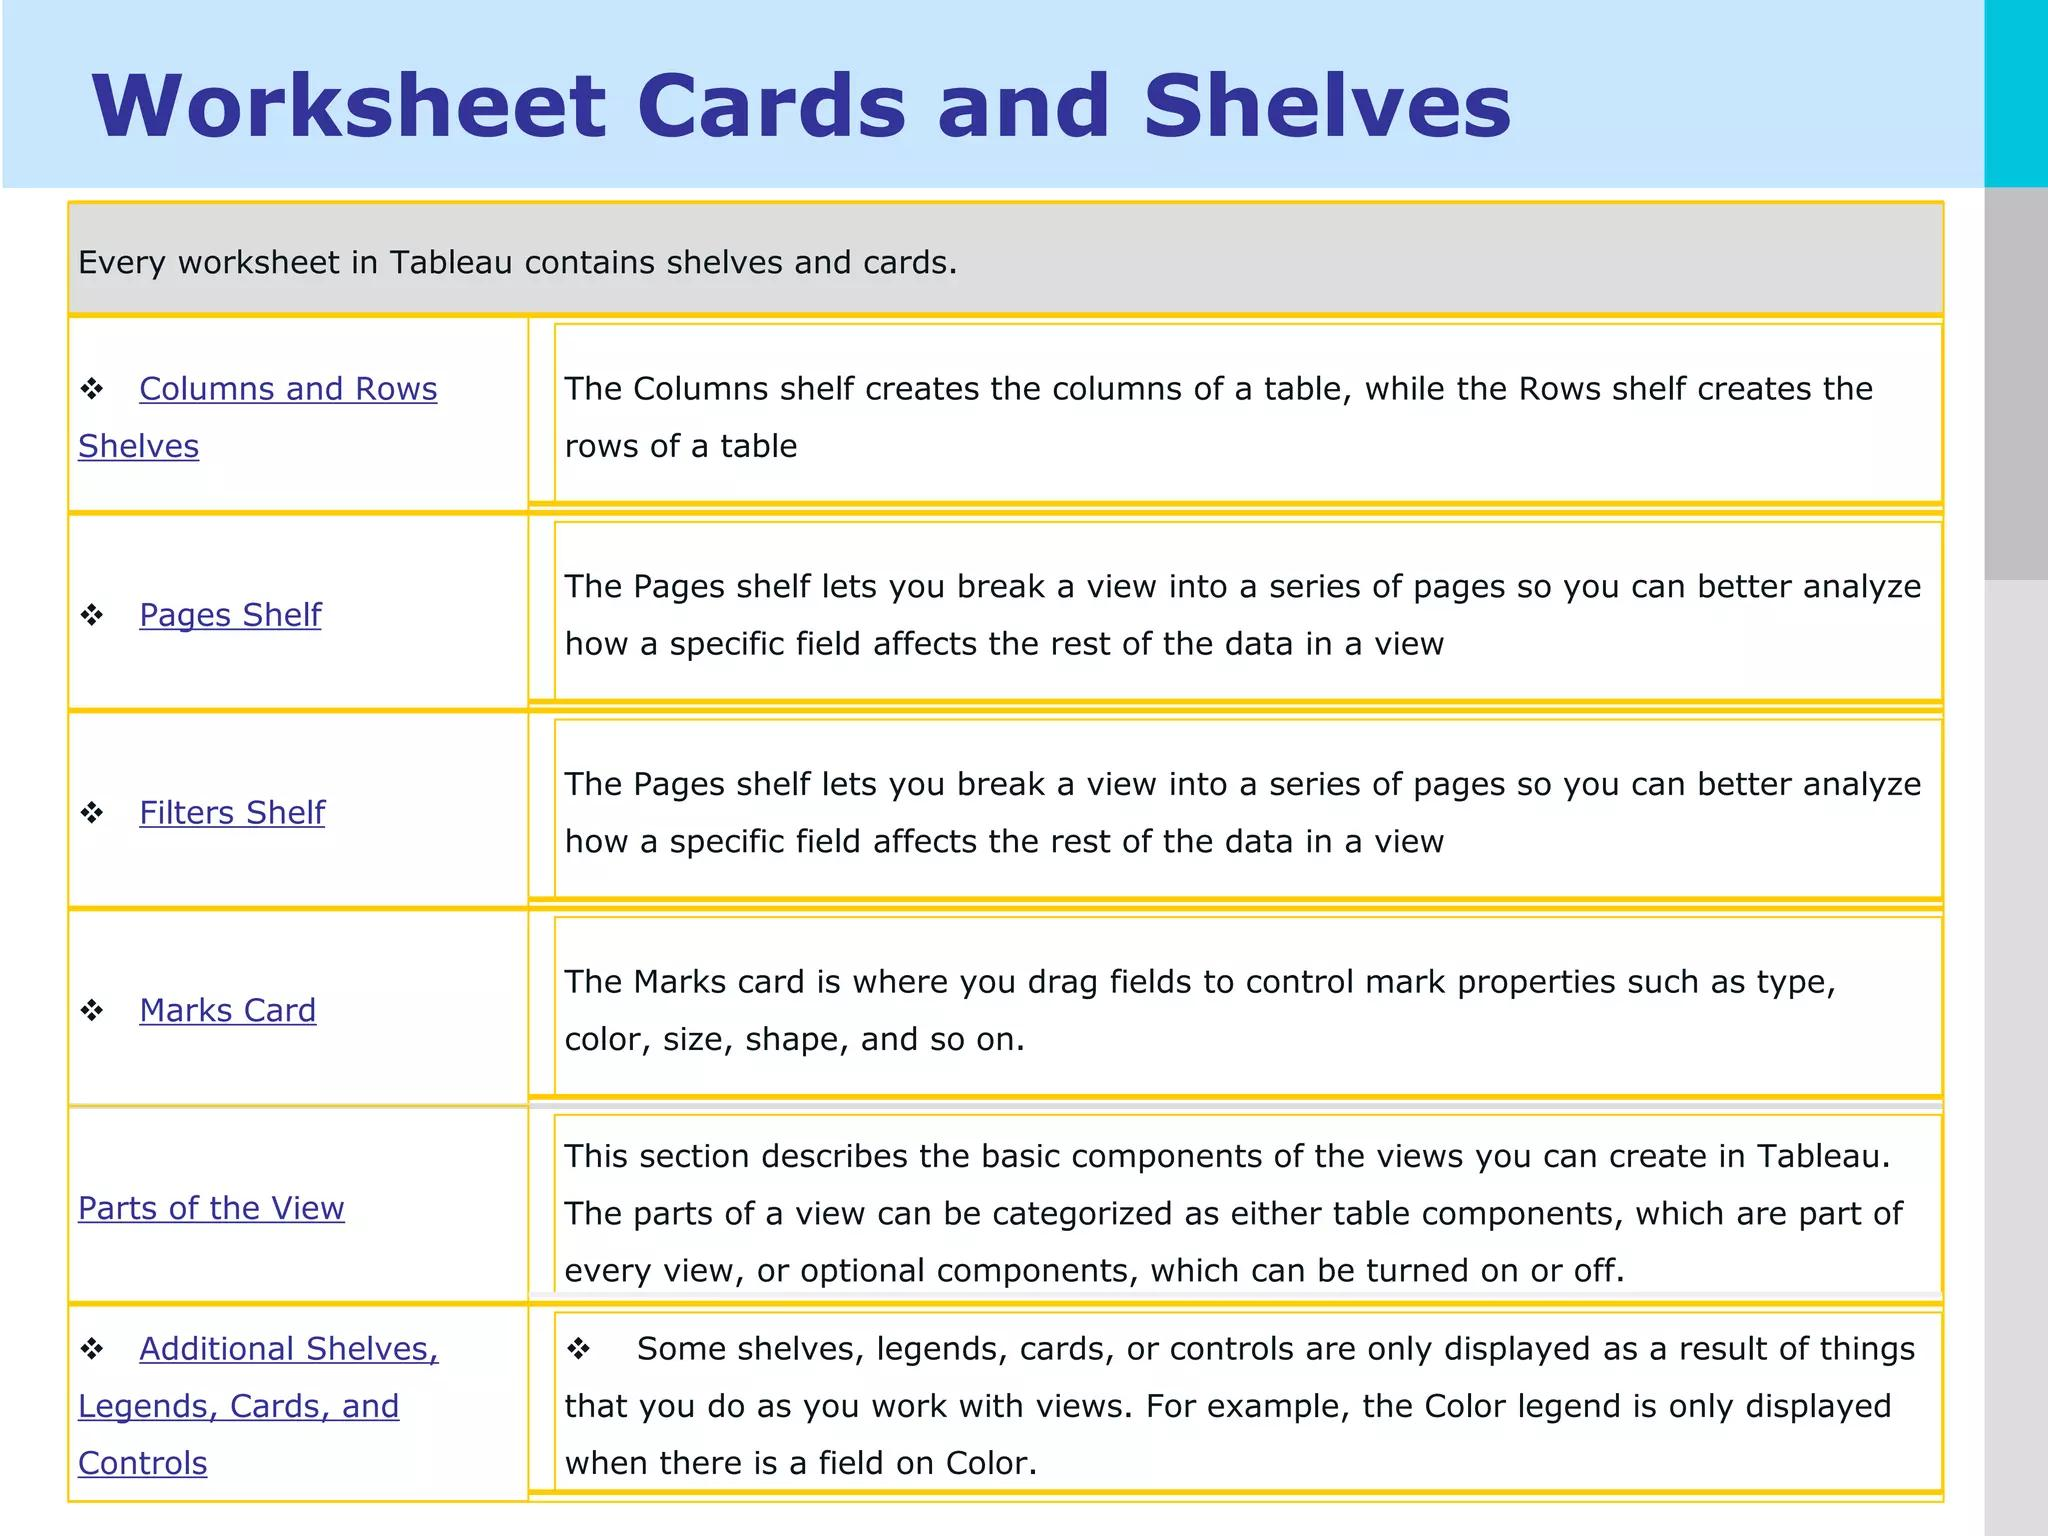 Worksheet Cards and Shelves
Every worksheet in Tableau contains shelves and cards.
❖ Columns and Rows
Shelves
The Columns shelf creates the columns of a table, while the Rows shelf creates the
rows of a table
❖ Pages Shelf
The Pages shelf lets you break a view into a series of pages so you can better analyze
how a specific field affects the rest of the data in a view
❖ Filters Shelf
The Pages shelf lets you break a view into a series of pages so you can better analyze
how a specific field affects the rest of the data in a view
❖ Marks Card
The Marks card is where you drag fields to control mark properties such as type,
color, size, shape, and so on.
Parts of the View
This section describes the basic components of the views you can create in Tableau.
The parts of a view can be categorized as either table components, which are part of
every view, or optional components, which can be turned on or off.
❖ Additional Shelves,
Legends, Cards, and
Controls
❖ Some shelves, legends, cards, or controls are only displayed as a result of things
that you do as you work with views. For example, the Color legend is only displayed
when there is a field on Color.